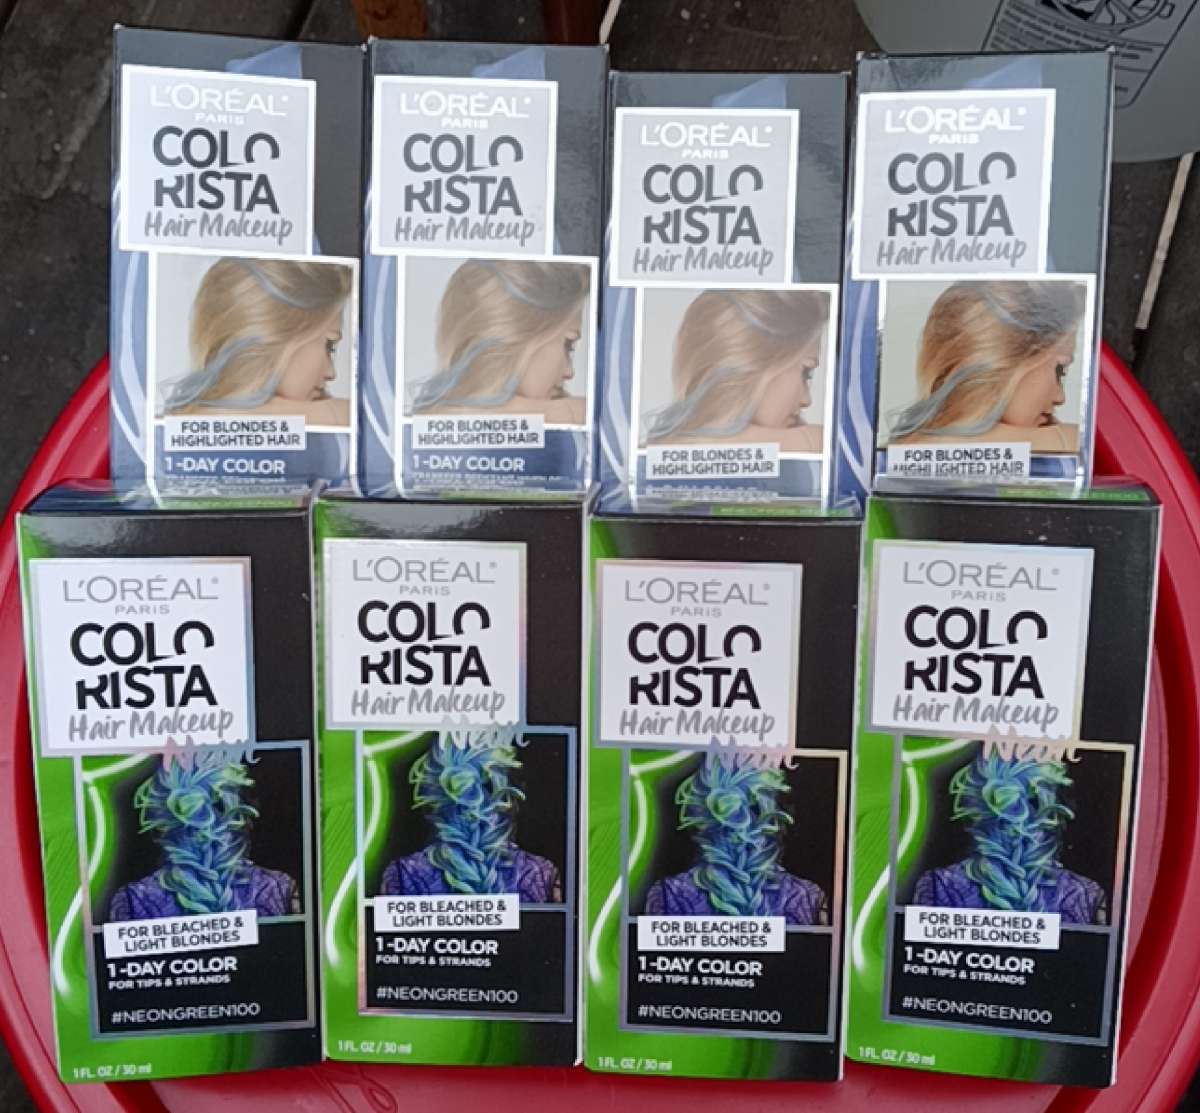 L'ORÉAL
PARIS
COLO
RISTA
Hair Makeup
FOR BLONDES &
HIGHLIGHTED HAIR
1-DAY COLOR
L'ORÉAL
PARIS
COLO
RISTA
Hair Makeup
FOR BLONDES &
HIGHLIGHTED HAIR
1-DAY COLOR
L'ORÉAL
PARIS
COLO
RISTA
Hair Makeup
FOR BLONDES &
HIGHLIGHTED HAIR
L'ORÉAL
PARIS
COLO
RISTA
Hair Makeup
FOR BLONDES &
HIGHLIGHTED HAIR
L'ORÉAL
PARIS
COLO
RISTA
Hair Makeup
Neon
FOR BLEACHED &
LIGHT BLONDES
1-DAY COLOR
FOR TIPS & STRANDS
#NEONGREEN100
1 FL. OZ / 30 ml
L'ORÉAL
PARIS
COLO
RISTA
Hair Makeup
Neon
FOR BLEACHED &
LIGHT BLONDES
1-DAY COLOR
FOR TIPS & STRANDS
#NEONGREEN100
1 FL. OZ / 30 ml
L'ORÉAL
PARIS
COLO
RISTA
Hair Makeup
Neon
FOR BLEACHED &
LIGHT BLONDES
1-DAY COLOR
FOR TIPS & STRANDS
#NEONGREEN100
1 FL. OZ / 30 ml
L'ORÉAL
PARIS
COLO
RISTA
Hair Makeup
Neon
FOR BLEACHED &
LIGHT BLONDES
1-DAY COLOR
FOR TIPS & STRANDS
#NEONGREEN100
1 FL. OZ / 30 ml